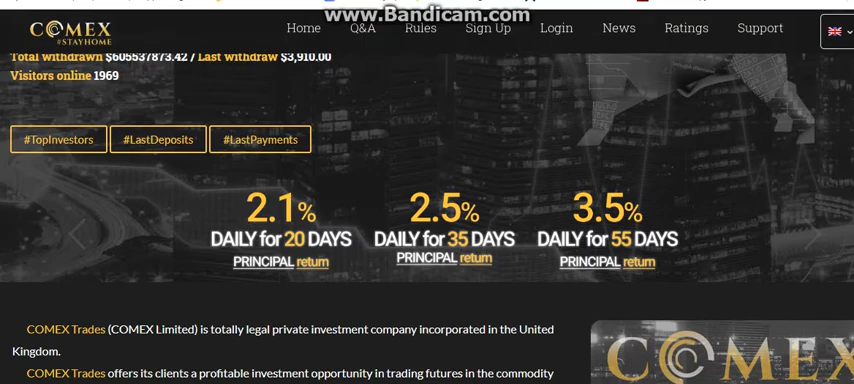 www.Bandicam.com
COMEX
#STAYHOME
Home Q&A Rules Sign Up Login News Ratings Support
Total withdrawn $605537873.42 / Last withdraw $3,910.00
Visitors online 1969
#TopInvestors #LastDeposits #LastPayments
2.1% 2.5% 3.5%
DAILY for 20 DAYS DAILY for 35 DAYS DAILY for 55 DAYS
PRINCIPAL return PRINCIPAL return PRINCIPAL return
COMEX Trades (COMEX Limited) is totally legal private investment company incorporated in the United
Kingdom.
COMEX Trades offers its clients a profitable investment opportunity in trading futures in the commodity
COMEX